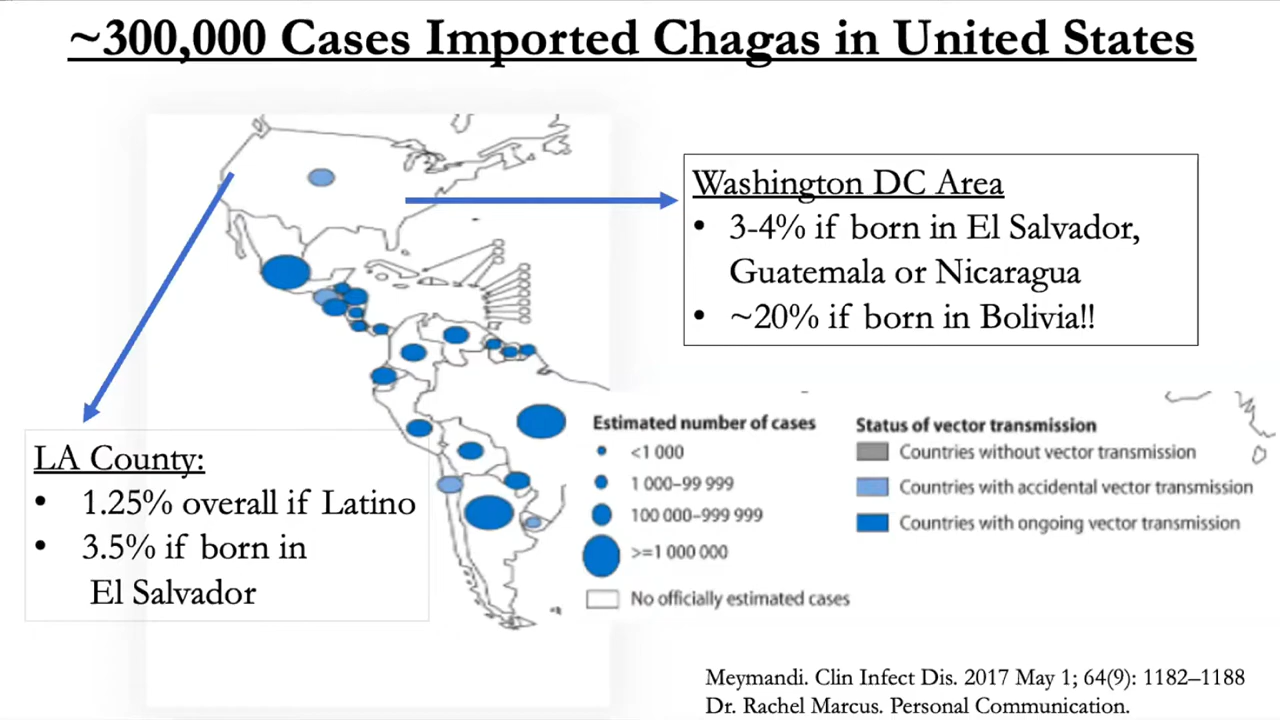 ~300,000 Cases Imported Chagas in United States
Washington DC Area
• 3-4% if born in El Salvador,
Guatemala or Nicaragua
• ~20% if born in Bolivia!!
LA County:
• 1.25% overall if Latino
• 3.5% if born in
El Salvador
Estimated number of cases
<1 000
1 000–99 999
100 000–999 999
>=1 000 000
No officially estimated cases
Status of vector transmission
Countries without vector transmission
Countries with accidental vector transmission
Countries with ongoing vector transmission
Meymandi. Clin Infect Dis. 2017 May 1; 64(9): 1182–1188
Dr. Rachel Marcus. Personal Communication.